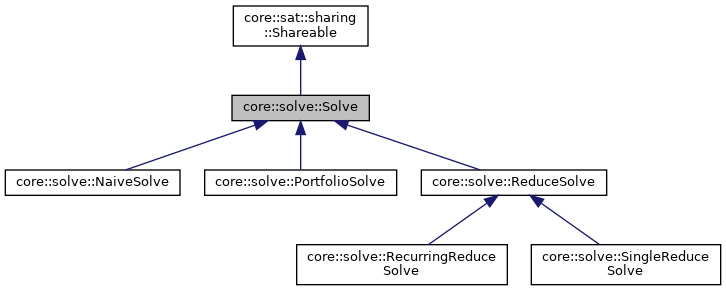 core::sat::sharing
::Shareable
core::solve::Solve
core::solve::NaiveSolve
core::solve::PortfolioSolve
core::solve::ReduceSolve
core::solve::RecurringReduce
Solve
core::solve::SingleReduce
Solve